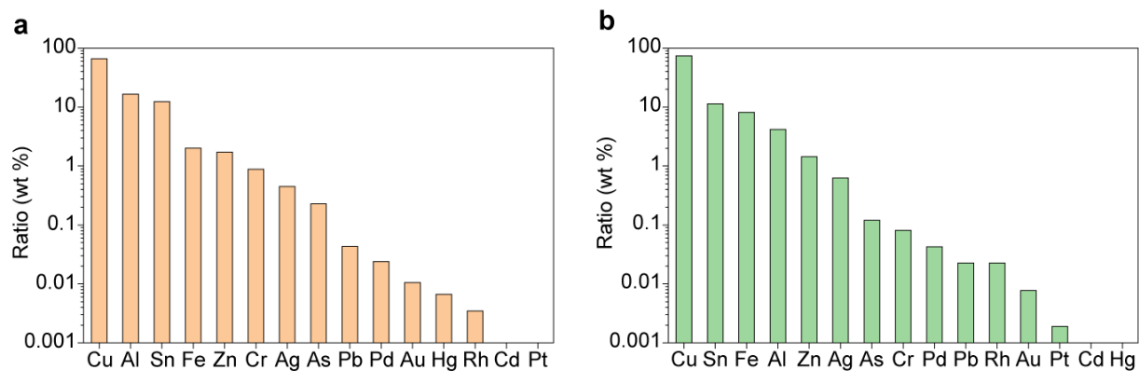 a
Ratio (wt %)
100
10
1
0.1
0.01
0.001
Cu Al Sn Fe Zn Cr Ag As Pb Pd Au Hg Rh Cd Pt
b
Ratio (wt %)
100
10
1
0.1
0.01
0.001
Cu Sn Fe Al Zn Ag As Cr Pd Pb Rh Au Pt Cd Hg